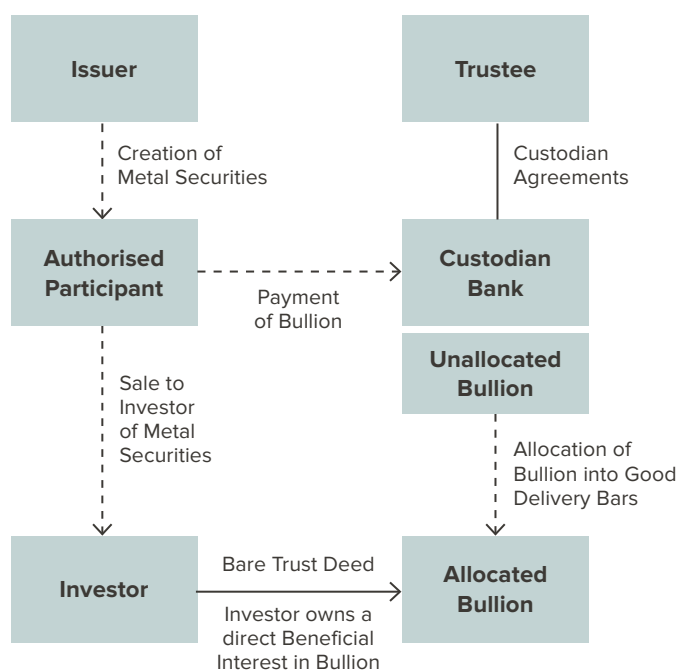 Issuer
Trustee
Creation of
Metal Securities
Custodian
Agreements
Authorised
Participant
Payment
of Bullion
Custodian
Bank
Unallocated
Bullion
Sale to
Investor
of Metal
Securities
Allocation of
Bullion into Good
Delivery Bars
Investor
Bare Trust Deed
Investor owns a
direct Beneficial
Interest in Bullion
Allocated
Bullion